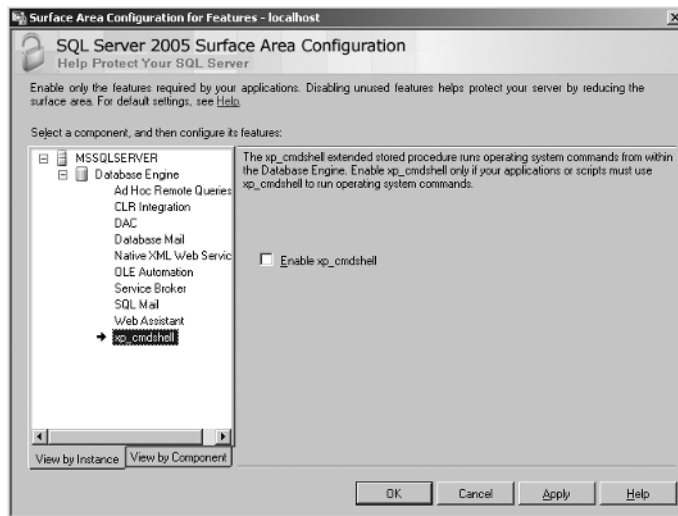 Surface Area Configuration for Features - localhost
SQL Server 2005 Surface Area Configuration
Help Protect Your SQL Server
Enable only the features required by your applications. Disabling unused features helps protect your server by reducing the
surface area. For default settings, see Help.
Select a component, and then configure its features:
MSSQLSERVER
Database Engine
Ad Hoc Remote Queries
CLR Integration
DAC
Database Mail
Native XML Web Servic
OLE Automation
Service Broker
SQL Mail
Web Assistant
xp_cmdshell
The xp_cmdshell extended stored procedure runs operating system commands from within
the Database Engine. Enable xp_cmdshell only if your applications or scripts must use
xp_cmdshell to run operating system commands.
Enable xp_cmdshell
View by Instance View by Component
OK Cancel Apply Help